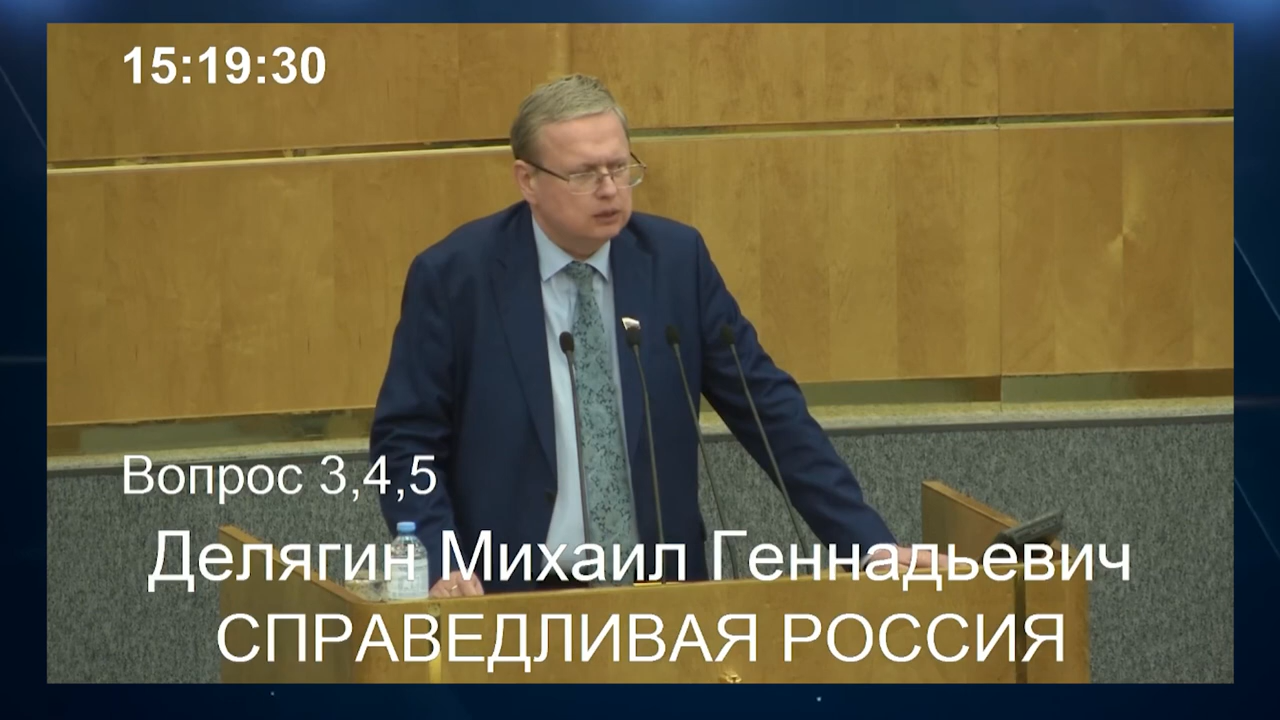 15:19:30
Вопрос 3,4,5
Делягин Михаил Геннадьевич
СПРАВЕДЛИВАЯ РОССИЯ